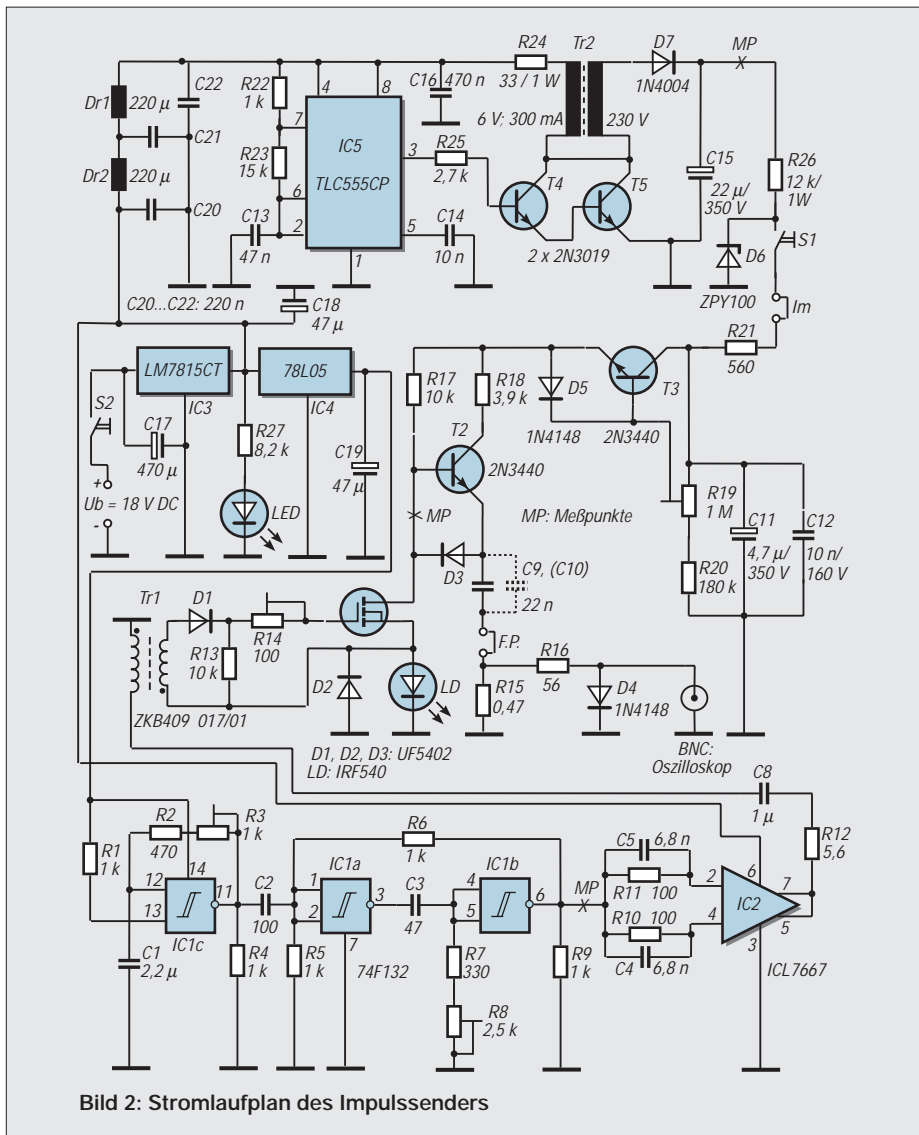 R24
33 / 1 W
Tr2
6 V; 300 mA
230 V
D7
1N4004
MP
X
C22
R22
1 k
4
8
C16
470 n
Dr1
220 µ
C21
7
IC5
TLC555CP
3
R25
2,7 k
R23
15 k
6
Dr2
220 µ
C20
2
C13
47 n
5
C14
10 n
1
T4
T5
2 x 2N3019
C15
22 µ/
350 V
R26
12 k/
1W
S1
D6
ZPY100
Im
C20...C22: 220 n
C18
47 µ
R21
560
LM7815CT
IC3
78L05
IC4
S2
C17
470 µ
R27
8,2 k
C19
47 µ
LED
+
Ub = 18 V DC
-
R17
10 k
R18
3,9 k
D5
1N4148
T3
2N3440
T2
2N3440
MP
MP: Meßpunkte
R19
1 M
C11
4,7 µ/
350 V
C12
10 n/
160 V
R20
180 k
D3
C9, (C10)
22 n
F.P.
Tr1
D1
R14
100
R13
10 k
D2
LD
R15
0,47
R16
56
D4
1N4148
BNC:
Oszilloskop
ZKB409 017/01
D1, D2, D3: UF5402
LD: IRF540
C8
1 µ
R12
5,6
R1
1 k
R2
470
R3
1 k
14
12
13
11
IC1c
C1
2,2 µ
R4
1 k
C2
100
R6
1 k
IC1a
1
2
3
7
74F132
R5
1 k
C3
47
IC1b
4
5
6
R7
330
R8
2,5 k
R9
1 k
MP
X
C5
6,8 n
R11 100
R10 100
C4
6,8 n
2
4
6
7
5
3
IC2
ICL7667
Bild 2: Stromlaufplan des Impulssenders